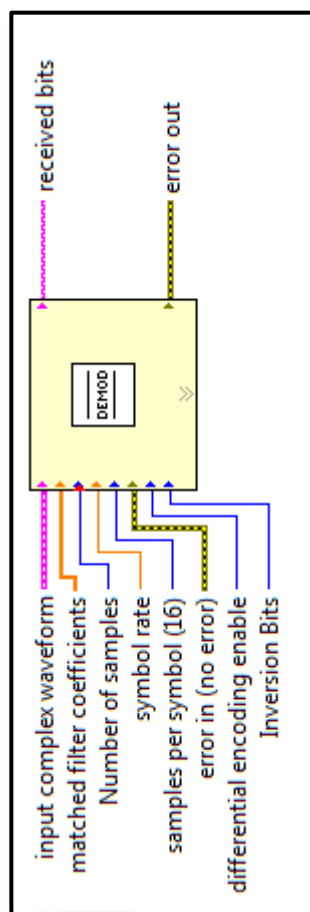 input complex waveform
matched filter coefficients
Number of samples
symbol rate
samples per symbol (16)
error in (no error)
differential encoding enable
Inversion Bits
DEMOD
received bits
error out